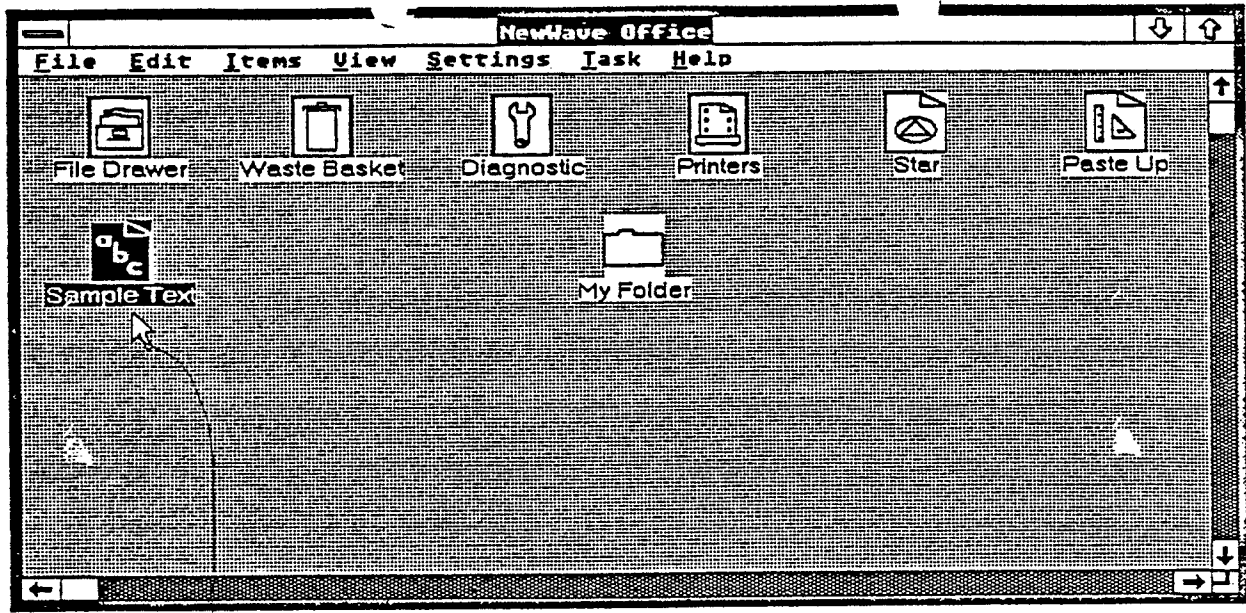 NewWave Office
File Edit Items View Settings Task Help
File Drawer Waste Basket Diagnostic Printers Star Paste Up
abc
Sample Text My Folder